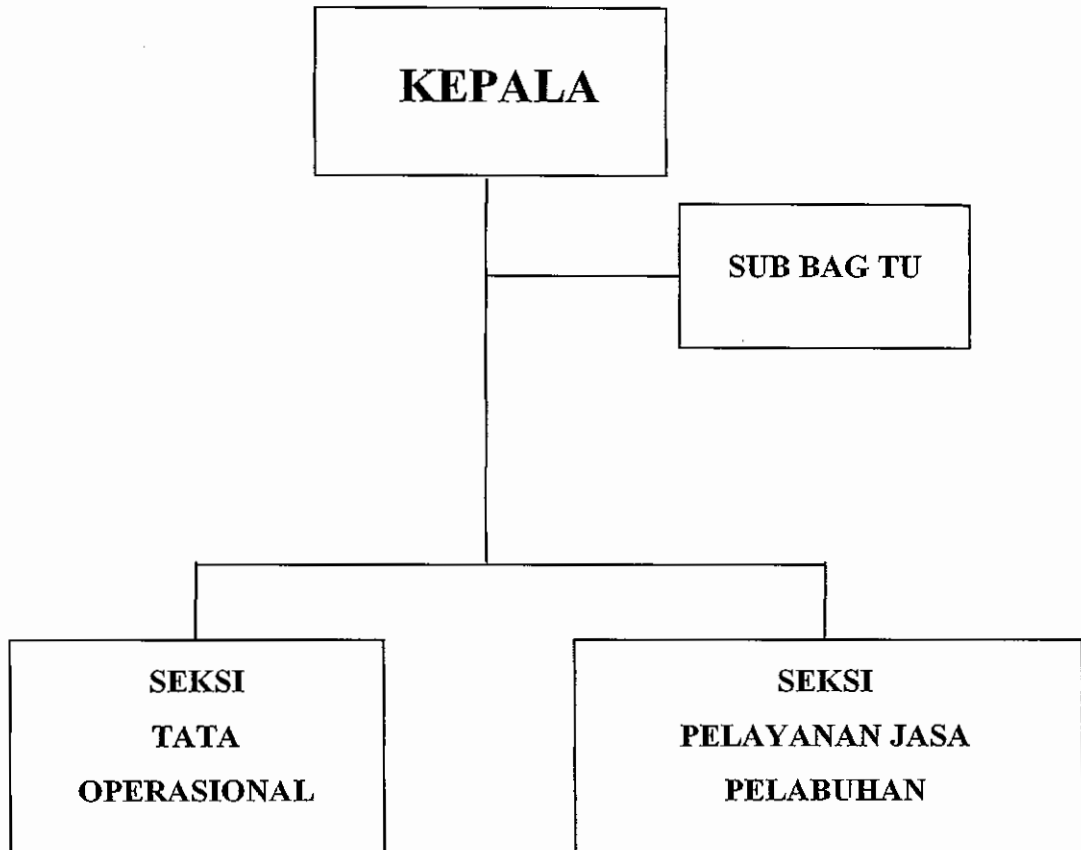 KEPALA
SUB BAG TU
SEKSI
TATA
OPERASIONAL
SEKSI
PELAYANAN JASA
PELABUHAN